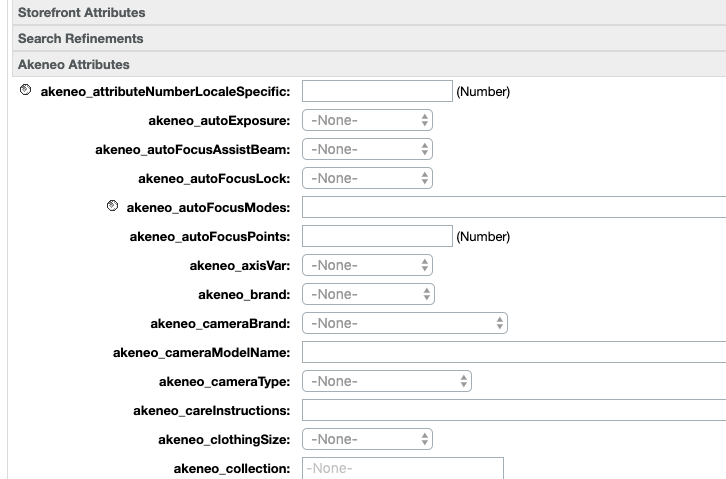 Storefront Attributes
Search Refinements
Akeneo Attributes
akeneo_attributeNumberLocaleSpecific: (Number)
akeneo_autoExposure: -None-
akeneo_autoFocusAssistBeam: -None-
akeneo_autoFocusLock: -None-
akeneo_autoFocusModes:
akeneo_autoFocusPoints: (Number)
akeneo_axisVar: -None-
akeneo_brand: -None-
akeneo_cameraBrand: -None-
akeneo_cameraModelName:
akeneo_cameraType: -None-
akeneo_careInstructions:
akeneo_clothingSize: -None-
akeneo_collection: -None-